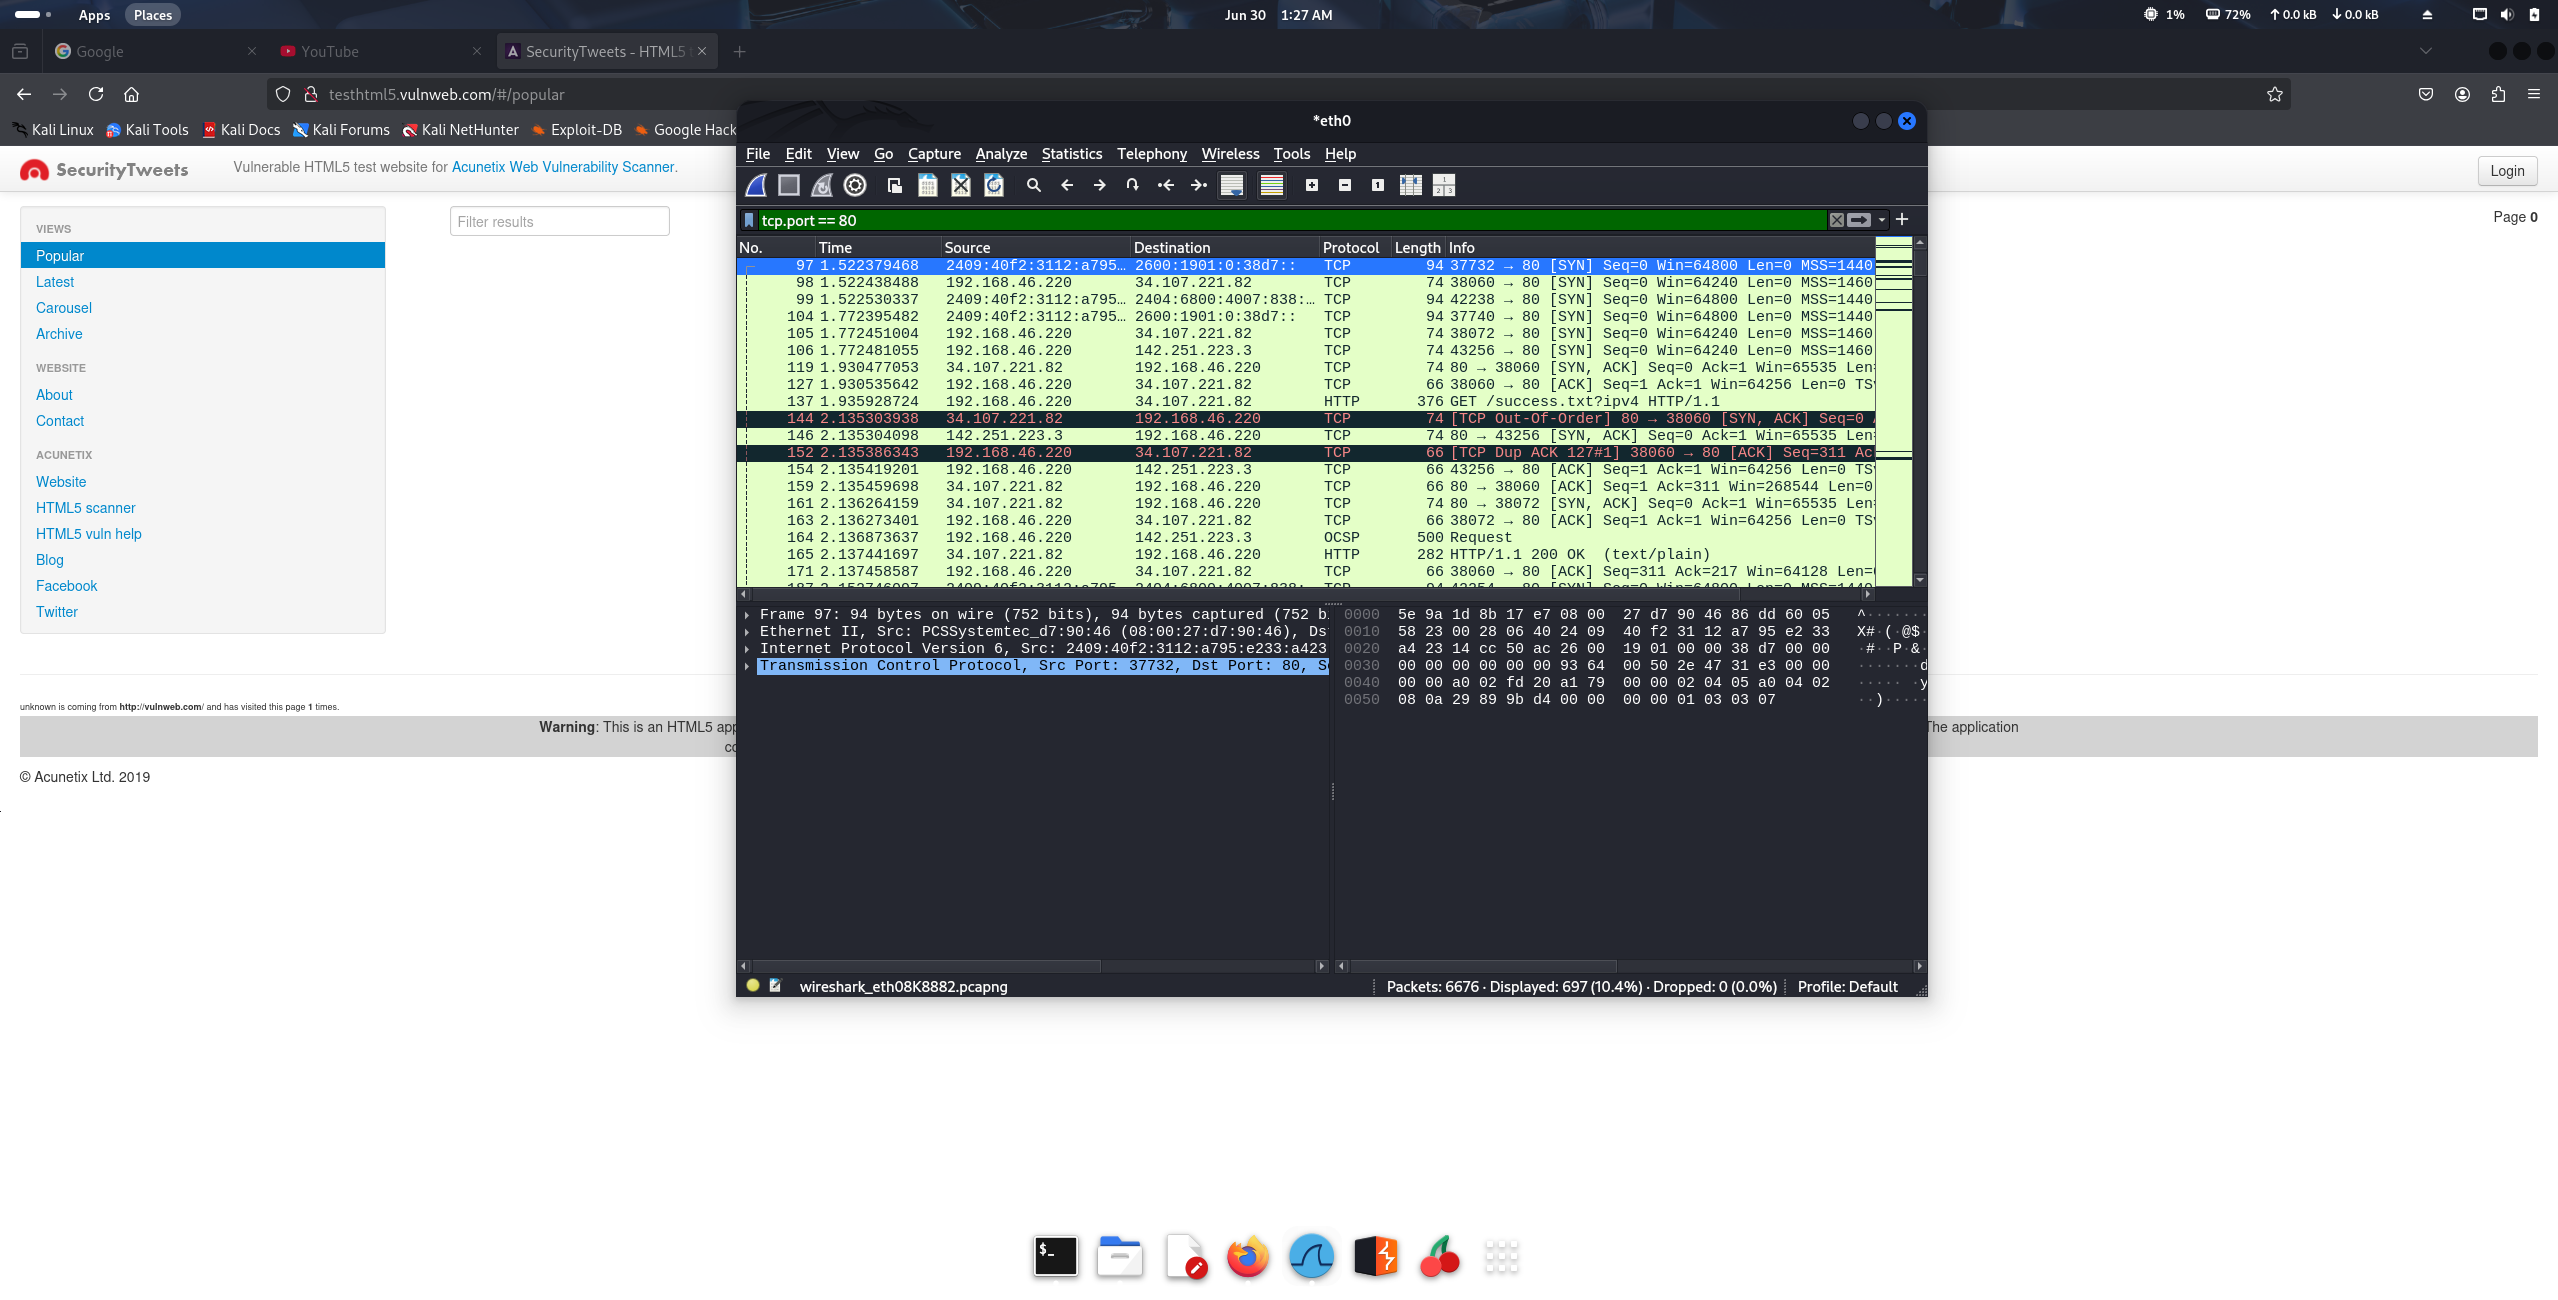 Apps Places Jun 30 1:27 AM 1% 72% 0.0 kB 0.0 kB
Google YouTube SecurityTweets - HTML5
testhtml5.vulnweb.com/#/popular
Kali Linux Kali Tools Kali Docs Kali Forums Kali NetHunter Exploit-DB Google Hack
SecurityTweets Vulnerable HTML5 test website for Acunetix Web Vulnerability Scanner. Login
VIEWS
Popular
Latest
Carousel
Archive
WEBSITE
About
Contact
ACUNETIX
Website
HTML5 scanner
HTML5 vuln help
Blog
Facebook
Twitter
Filter results
Page 0
unknown is coming from http://vulnweb.com/ and has visited this page 1 times.
Warning: This is an HTML5 app
The application
co
© Acunetix Ltd. 2019
*eth0
File Edit View Go Capture Analyze Statistics Telephony Wireless Tools Help
tcp.port == 80
No. Time Source Destination Protocol Length Info
97 1.522379468 2409:40f2:3112:a795… 2600:1901:0:38d7:: TCP 94 37732 → 80 [SYN] Seq=0 Win=64800 Len=0 MSS=1440
98 1.522438488 192.168.46.220 34.107.221.82 TCP 74 38060 → 80 [SYN] Seq=0 Win=64240 Len=0 MSS=1460
99 1.522530337 2409:40f2:3112:a795… 2404:6800:4007:838:… TCP 94 42238 → 80 [SYN] Seq=0 Win=64800 Len=0 MSS=1440
104 1.772395482 2409:40f2:3112:a795… 2600:1901:0:38d7:: TCP 94 37740 → 80 [SYN] Seq=0 Win=64800 Len=0 MSS=1440
105 1.772451004 192.168.46.220 34.107.221.82 TCP 74 38072 → 80 [SYN] Seq=0 Win=64240 Len=0 MSS=1460
106 1.772481055 192.168.46.220 142.251.223.3 TCP 74 43256 → 80 [SYN] Seq=0 Win=64240 Len=0 MSS=1460
119 1.930477053 34.107.221.82 192.168.46.220 TCP 74 80 → 38060 [SYN, ACK] Seq=0 Ack=1 Win=65535 Len=
127 1.930535642 192.168.46.220 34.107.221.82 TCP 66 38060 → 80 [ACK] Seq=1 Ack=1 Win=64256 Len=0 TS
137 1.935928724 192.168.46.220 34.107.221.82 HTTP 376 GET /success.txt?ipv4 HTTP/1.1
144 2.135303938 34.107.221.82 192.168.46.220 TCP 74 [TCP Out-Of-Order] 80 → 38060 [SYN, ACK] Seq=0
146 2.135304098 142.251.223.3 192.168.46.220 TCP 74 80 → 43256 [SYN, ACK] Seq=0 Ack=1 Win=65535 Len=
152 2.135386343 192.168.46.220 34.107.221.82 TCP 66 [TCP Dup ACK 127#1] 38060 → 80 [ACK] Seq=311 Ac
154 2.135419201 192.168.46.220 142.251.223.3 TCP 66 43256 → 80 [ACK] Seq=1 Ack=1 Win=64256 Len=0 TS
159 2.135459698 34.107.221.82 192.168.46.220 TCP 66 80 → 38060 [ACK] Seq=1 Ack=311 Win=268544 Len=0
161 2.136264159 34.107.221.82 192.168.46.220 TCP 74 80 → 38072 [SYN, ACK] Seq=0 Ack=1 Win=65535 Len=
163 2.136273401 192.168.46.220 34.107.221.82 TCP 66 38072 → 80 [ACK] Seq=1 Ack=1 Win=64256 Len=0 TS
164 2.136873637 192.168.46.220 142.251.223.3 OCSP 500 Request
165 2.137441697 34.107.221.82 192.168.46.220 HTTP 282 HTTP/1.1 200 OK (text/plain)
171 2.137458587 192.168.46.220 34.107.221.82 TCP 66 38060 → 80 [ACK] Seq=311 Ack=217 Win=64128 Len=
Frame 97: 94 bytes on wire (752 bits), 94 bytes captured (752 b
Ethernet II, Src: PCSSystemtec_d7:90:46 (08:00:27:d7:90:46), Ds
Internet Protocol Version 6, Src: 2409:40f2:3112:a795:e233:a423
Transmission Control Protocol, Src Port: 37732, Dst Port: 80, S
0000 5e 9a 1d 8b 17 e7 08 00 27 d7 90 46 86 dd 60 05 ^·······
0010 58 23 00 28 06 40 24 09 40 f2 31 12 a7 95 e2 33 X#·(·@$·
0020 a4 23 14 cc 50 ac 26 00 19 01 00 00 38 d7 00 00 ·#··P·&·
0030 00 00 00 00 00 00 93 64 00 50 2e 47 31 e3 00 00 ·······d
0040 00 00 a0 02 fd 20 a1 79 00 00 02 04 05 a0 04 02 ····· ·y
0050 08 0a 29 89 9b d4 00 00 00 00 01 03 03 07 ··)·····
wireshark_eth08K8882.pcapng Packets: 6676 · Displayed: 697 (10.4%) · Dropped: 0 (0.0%) Profile: Default